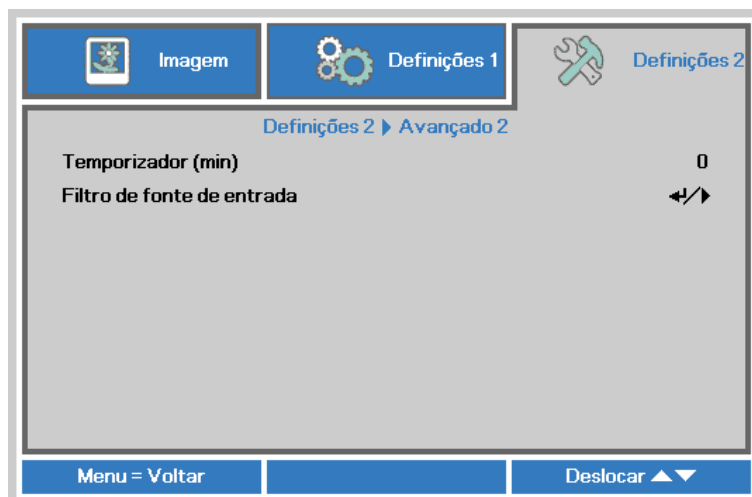 Imagem
Definições 1
Definições 2
Definições 2 ▶ Avançado 2
Temporizador (min) 0
Filtro de fonte de entrada ↵/▶
Menu = Voltar
Deslocar ▲▼